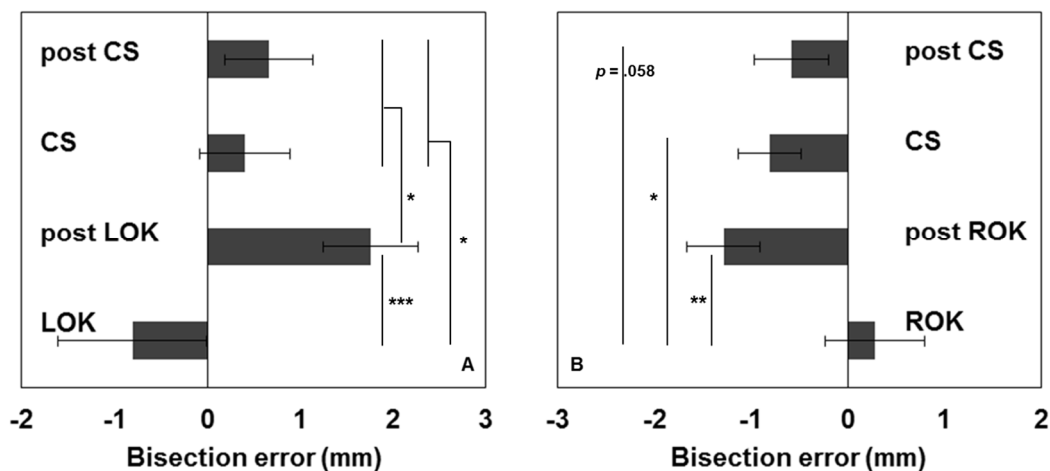 post CS
CS
*
post LOK
*
***
LOK
A
-2 -1 0 1 2 3
Bisection error (mm)
p = .058
post CS
CS
*
post ROK
**
ROK
B
-3 -2 -1 0 1 2
Bisection error (mm)